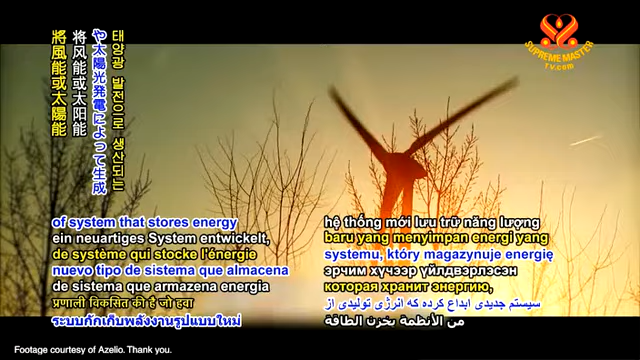 태양광 발전으로 생산되는
や太陽光発電によって生成
将风能或太阳能
將風能或太陽能
SUPREME MASTER
TV.com
of system that stores energy
ein neuartiges System entwickelt,
de système qui stocke l'énergie
nuevo tipo de sistema que almacena
de sistema que armazena energia
प्रणाली विकसित की है जो हवा
ระบบกักเก็บพลังงานรูปแบบใหม่
hệ thống mới lưu trữ năng lượng
baru yang menyimpan energi yang
systemu, który magazynuje energię
эрчим хүчээр үйлдвэрлэсэн
которая хранит энергию,
سیستم جدیدی ابداع کرده که انرژی تولیدی از
من الأنظمة يخزن الطاقة
Footage courtesy of Azelio. Thank you.